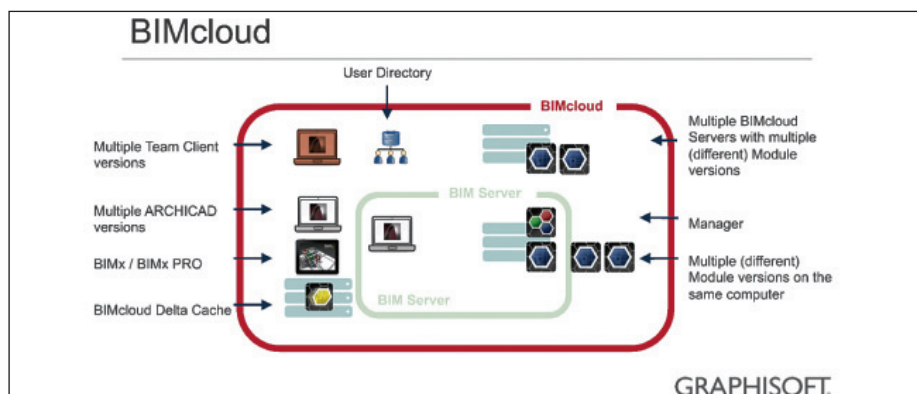 BIMcloud
User Directory
BIMcloud
Multiple Team Client
versions
Multiple BIMcloud
Servers with multiple
(different) Module
versions
BIM Server
Multiple ARCHICAD
versions
Manager
BIMx / BIMx PRO
Multiple (different)
Module versions on the
same computer
BIM Server
BIMcloud Delta Cache
GRAPHISOFT.